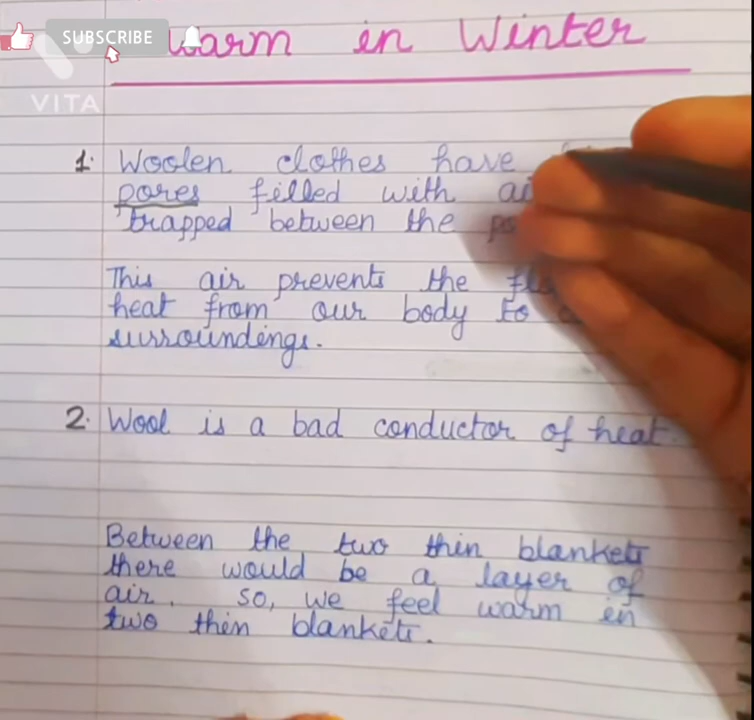 SUBSCRIBE
warm in Winter
VITA
1. Woolen clothes have
pores filled with
trapped between the
This air prevents the
heat from our body to
surroundings.
2. Wool is a bad conductor of heat.
Between the two thin blankets
there would be a layer of
air. so, we feel warm in
two thin blankets.